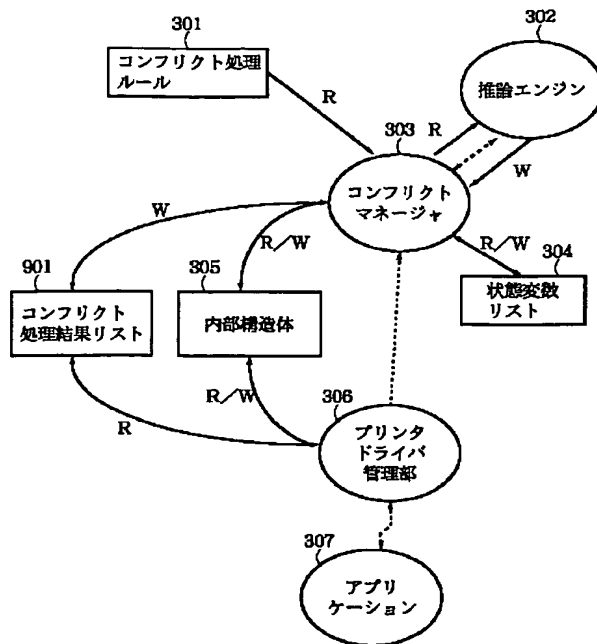 301
コンフリクト処理
ルール
R
302
推論エンジン
R
W
303
コンフリクト
マネージャ
W
R/W
R/W
304
状態変数
リスト
901
コンフリクト
処理結果リスト
305
内部構造体
R/W
R
306
プリンタ
ドライバ
管理部
307
アプリ
ケーション